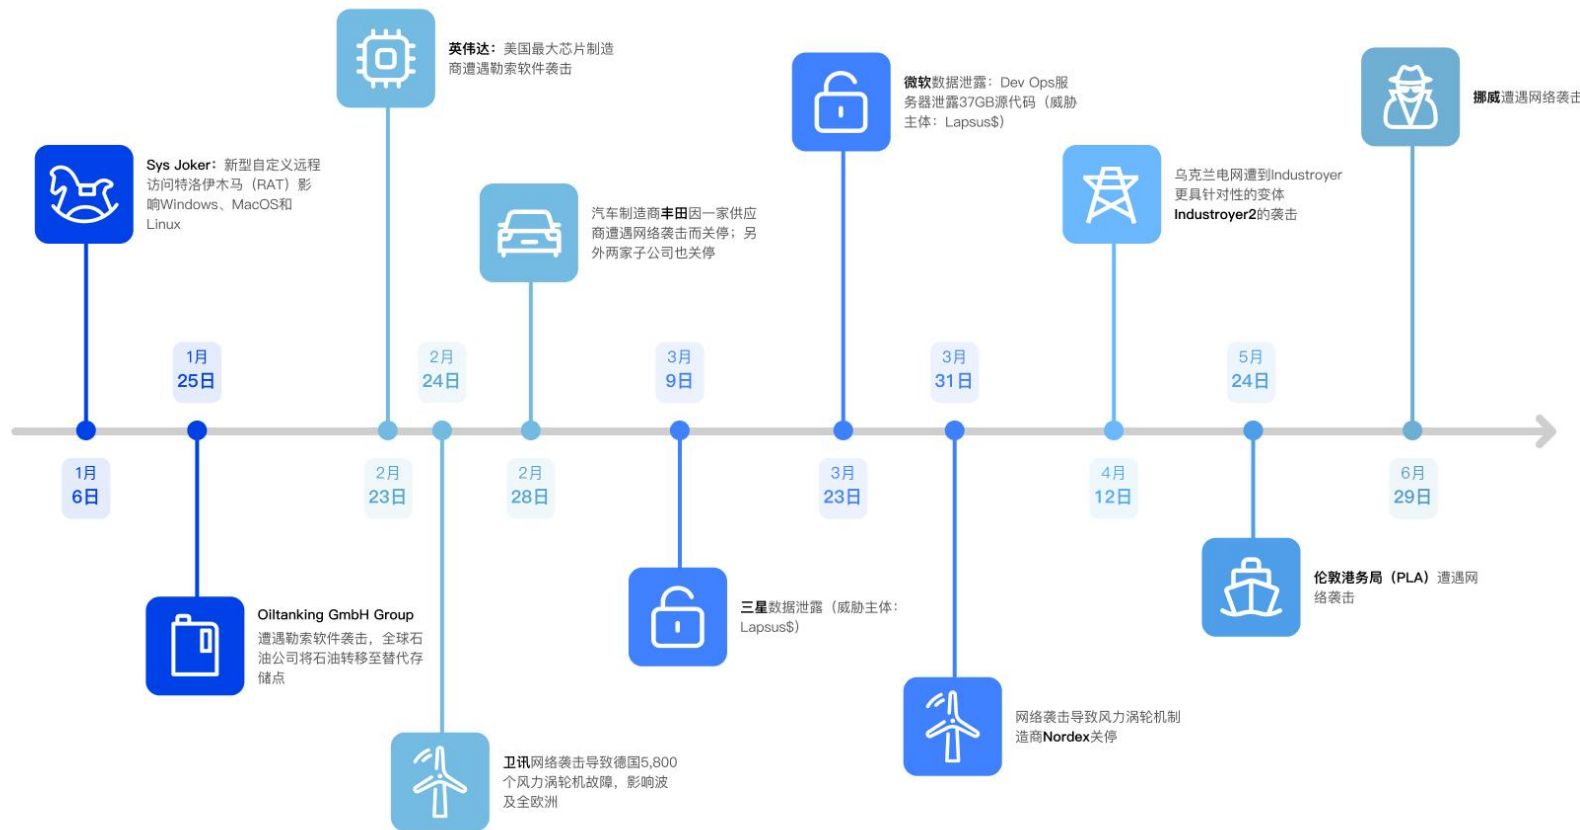 英伟达：美国最大芯片制造
商遭遇勒索软件袭击
微软数据泄露：Dev Ops服
务器泄露37GB源代码（威胁
主体：Lapsus$）
挪威遭遇网络袭击
Sys Joker：新型自定义远程
访问特洛伊木马（RAT）影
响Windows、MacOS和
Linux
汽车制造商丰田因一家供应
商遭遇网络袭击而关停；另
外两家子公司也关停
乌克兰电网遭到Industroyer
更具针对性的变体
Industroyer2的袭击
1月
25日
2月
24日
3月
9日
3月
31日
5月
24日
1月
6日
2月
23日
2月
28日
3月
23日
4月
12日
6月
29日
Oiltanking GmbH Group
遭遇勒索软件袭击，全球石
油公司将石油转移至替代存
储点
三星数据泄露（威胁主体：
Lapsus$）
伦敦港务局（PLA）遭遇网
络袭击
卫讯网络袭击导致德国5,800
个风力涡轮机故障，影响波
及全欧洲
网络袭击导致风力涡轮机制
造商Nordex关停